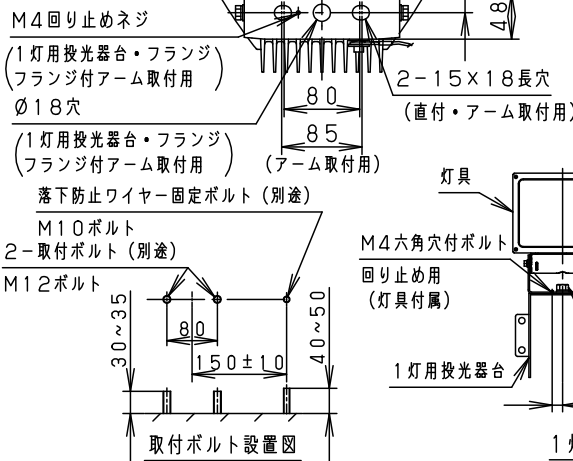 M4回り止めネジ
(1灯用投光器台・フランジ
フランジ付アーム取付用)
Ø18穴
(1灯用投光器台・フランジ
フランジ付アーム取付用)
48
80
85
(アーム取付用)
2-15×18長穴
(直付・アーム取付用)
落下防止ワイヤー固定ボルト(別途)
M10ボルト
2-取付ボルト(別途)
M12ボルト
30~35
80
150±10
40~50
取付ボルト設置図
灯具
M4六角穴付ボルト
回り止め用
(灯具付属)
1灯用投光器台